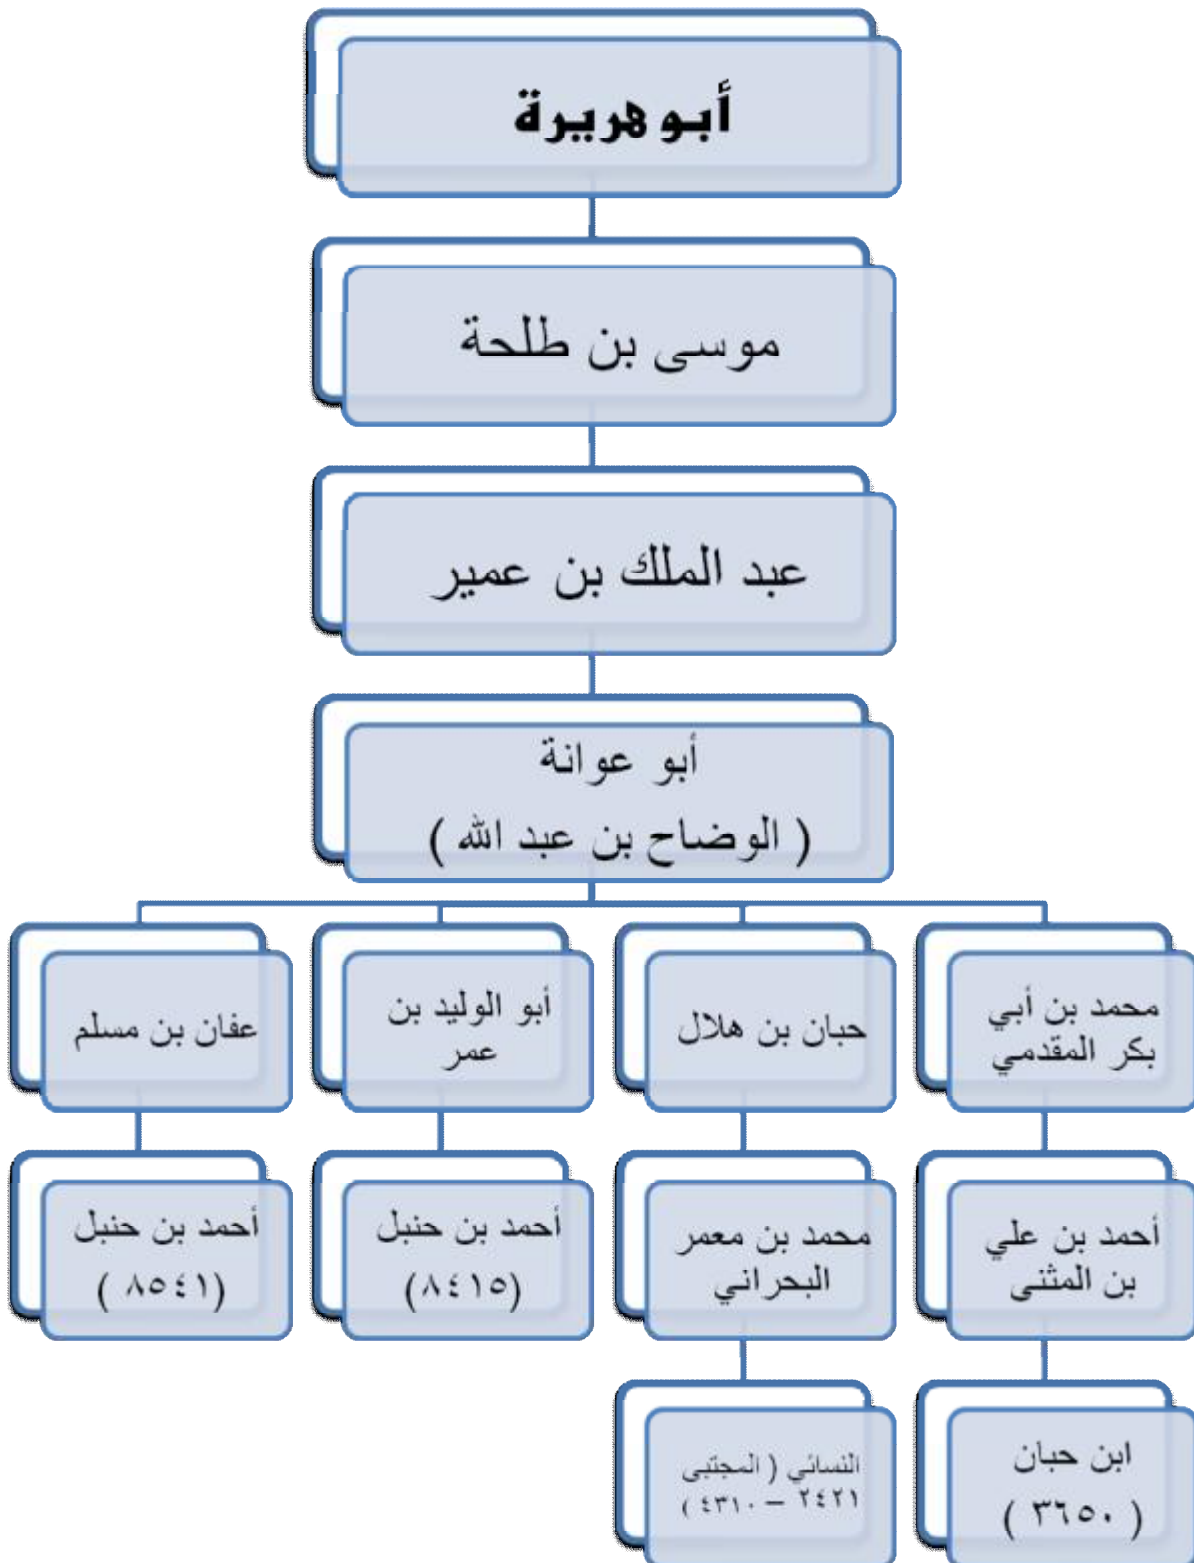 أبو هريرة
موسى بن طلحة
عبد الملك بن عمير
أبو عوانة
( الوضاح بن عبد الله )
محمد بن أبي
بكر المقدمي
حبان بن هلال
أبو الوليد بن
عمر
عفان بن مسلم
أحمد بن علي
بن المثنى
محمد بن معمر
البحراني
أحمد بن حنبل
(٨٤١٥)
أحمد بن حنبل
(٨٥٤١ )
ابن حبان
( ٣٦٥٠ )
النسائي ( المجتبى
٢٤٢١ – ٤٣١٠ )